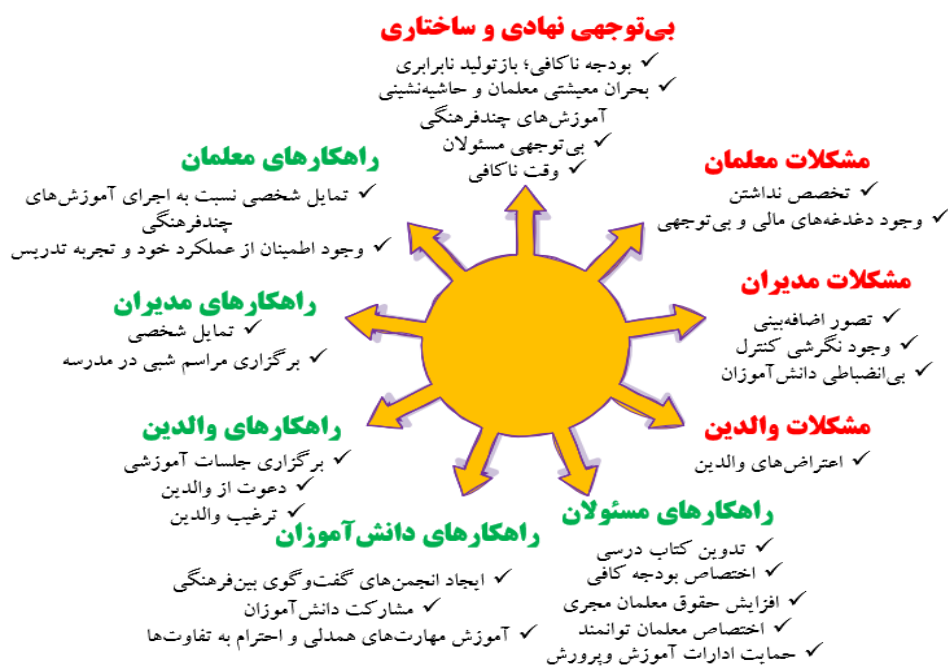 بی‌توجهی نهادی و ساختاری
✓ بودجه ناکافی؛ بازتولید نابرابری
✓ بحران معیشتی معلمان و حاشیه‌نشینی
آموزش‌های چندفرهنگی
✓ بی‌توجهی مسئولان
✓ وقت ناکافی
مشکلات معلمان
✓ تخصص نداشتن
✓ وجود دغدغه‌های مالی و بی‌توجهی
مشکلات مدیران
✓ تصور اضافه‌بینی
✓ وجود نگرشی کنترل
✓ بی‌انضباطی دانش‌آموزان
مشکلات والدین
✓ اعتراض‌های والدین
راهکارهای مسئولان
✓ تدوین کتاب درسی
✓ اختصاص بودجه کافی
✓ افزایش حقوق معلمان مجری
✓ اختصاص معلمان توانمند
✓ حمایت ادارات آموزش وپرورش
راهکارهای دانش‌آموزان
✓ ایجاد انجمن‌های گفت‌وگوی بین‌فرهنگی
✓ مشارکت دانش‌آموزان
✓ آموزش مهارت‌های همدلی و احترام به تفاوت‌ها
راهکارهای والدین
✓ برگزاری جلسات آموزشی
✓ دعوت از والدین
✓ ترغیب والدین
راهکارهای مدیران
✓ تمایل شخصی
✓ برگزاری مراسم شبی در مدرسه
راهکارهای معلمان
✓ تمایل شخصی نسبت به اجرای آموزش‌های
چندفرهنگی
✓ وجود اطمینان از عملکرد خود و تجربه تدریس